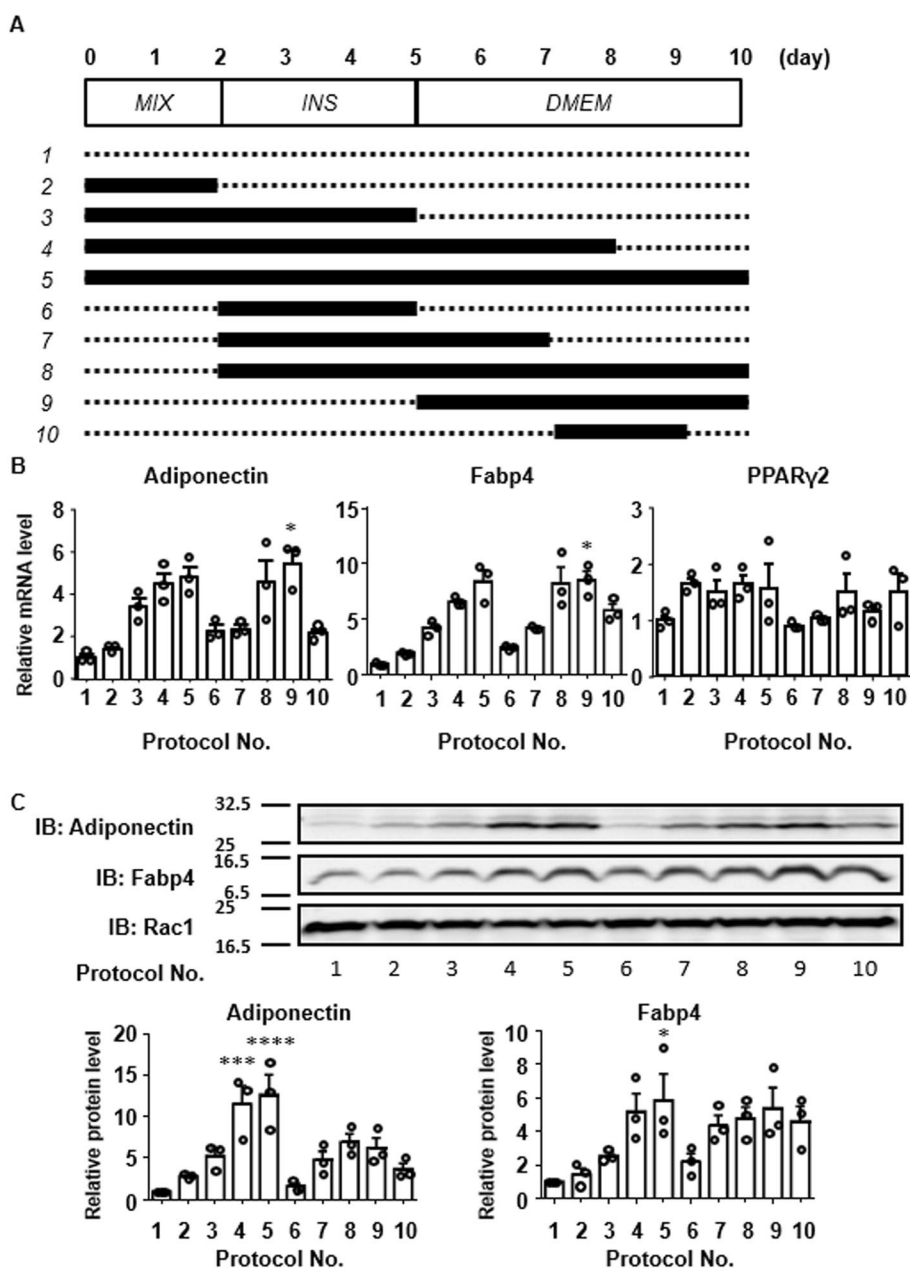 A
0 1 2 3 4 5 6 7 8 9 10 (day)
MIX INS DMEM
1
2
3
4
5
6
7
8
9
10
B
Adiponectin Fabp4 PPARγ2
Relative mRNA level
8
6
4
2
0
*
1 2 3 4 5 6 7 8 9 10
Protocol No.
15
10
5
0
*
1 2 3 4 5 6 7 8 9 10
Protocol No.
3
2
1
0
1 2 3 4 5 6 7 8 9 10
Protocol No.
C
32.5
IB: Adiponectin
25
16.5
IB: Fabp4
6.5
25
IB: Rac1
16.5
Protocol No. 1 2 3 4 5 6 7 8 9 10
Adiponectin
Relative protein level
20
15
10
5
0
*** ****
1 2 3 4 5 6 7 8 9 10
Protocol No.
Fabp4
Relative protein level
10
8
6
4
2
0
*
1 2 3 4 5 6 7 8 9 10
Protocol No.